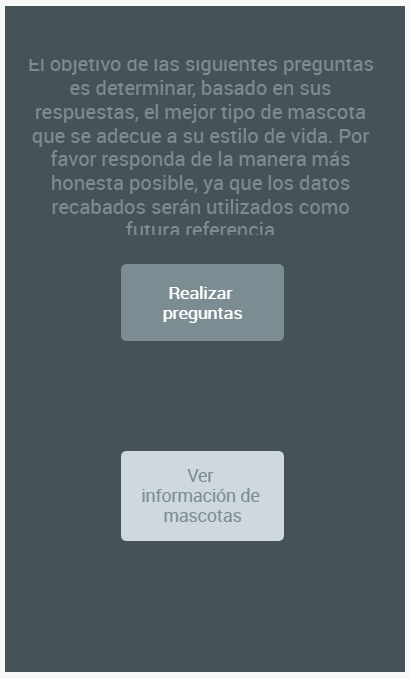 El objetivo de las siguientes preguntas
es determinar, basado en sus
respuestas, el mejor tipo de mascota
que se adecue a su estilo de vida. Por
favor responda de la manera más
honesta posible, ya que los datos
recabados serán utilizados como
futura referencia
Realizar
preguntas
Ver
información de
mascotas